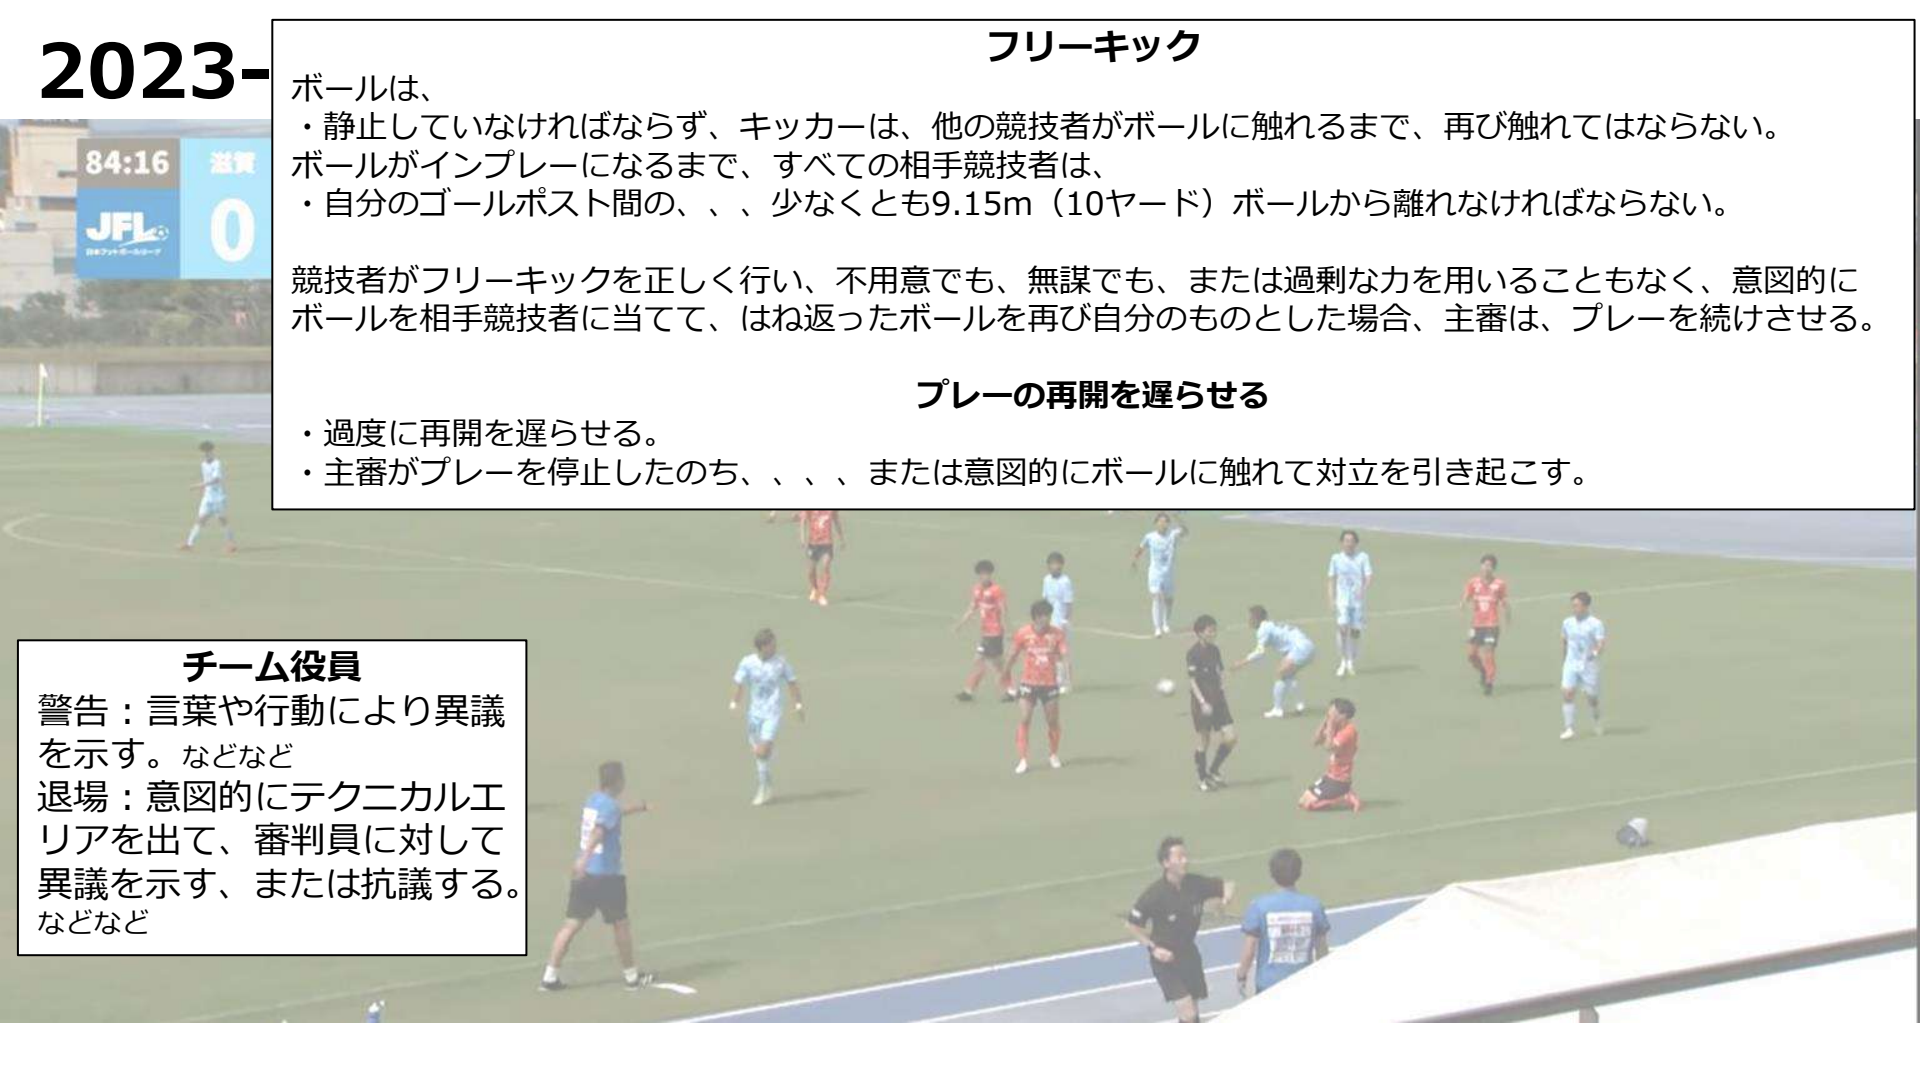 2023-
フリーキック
ボールは、
・静止していなければならず、キッカーは、他の競技者がボールに触れるまで、再び触れてはならない。
ボールがインプレーになるまで、すべての相手競技者は、
・自分のゴールポスト間の、、、少なくとも9.15m（10ヤード）ボールから離れなければならない。
競技者がフリーキックを正しく行い、不用意でも、無謀でも、または過剰な力を用いることもなく、意図的に
ボールを相手競技者に当てて、はね返ったボールを再び自分のものとした場合、主審は、プレーを続けさせる。
プレーの再開を遅らせる
・過度に再開を遅らせる。
・主審がプレーを停止したのち、、、、または意図的にボールに触れて対立を引き起こす。
84:16 滋賀
JFL 0
日本フットボールリーグ
チーム役員
警告：言葉や行動により異議
を示す。などなど
退場：意図的にテクニカルエ
リアを出て、審判員に対して
異議を示す、または抗議する。
などなど